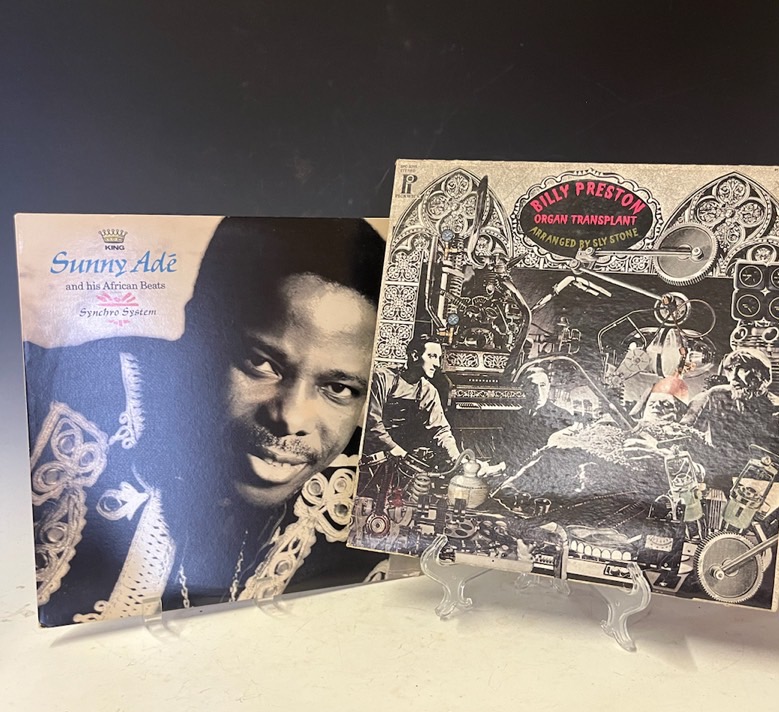 KING
Sunny Adé
and his African Beats
Synchro System
BILLY PRESTON
ORGAN TRANSPLANT
ARRANGED BY SLY STONE